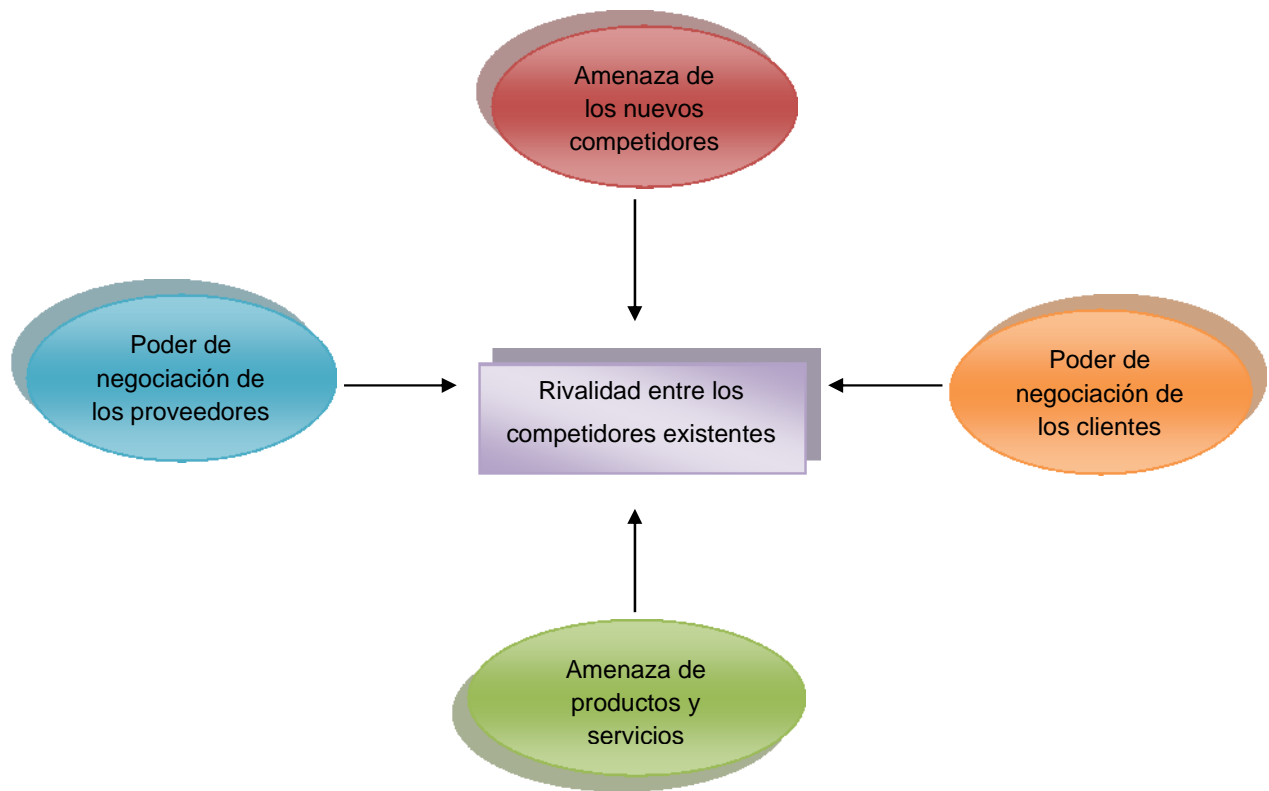 Amenaza de
los nuevos
competidores
Poder de
negociación de
los proveedores
Rivalidad entre los
competidores existentes
Poder de
negociación de
los clientes
Amenaza de
productos y
servicios